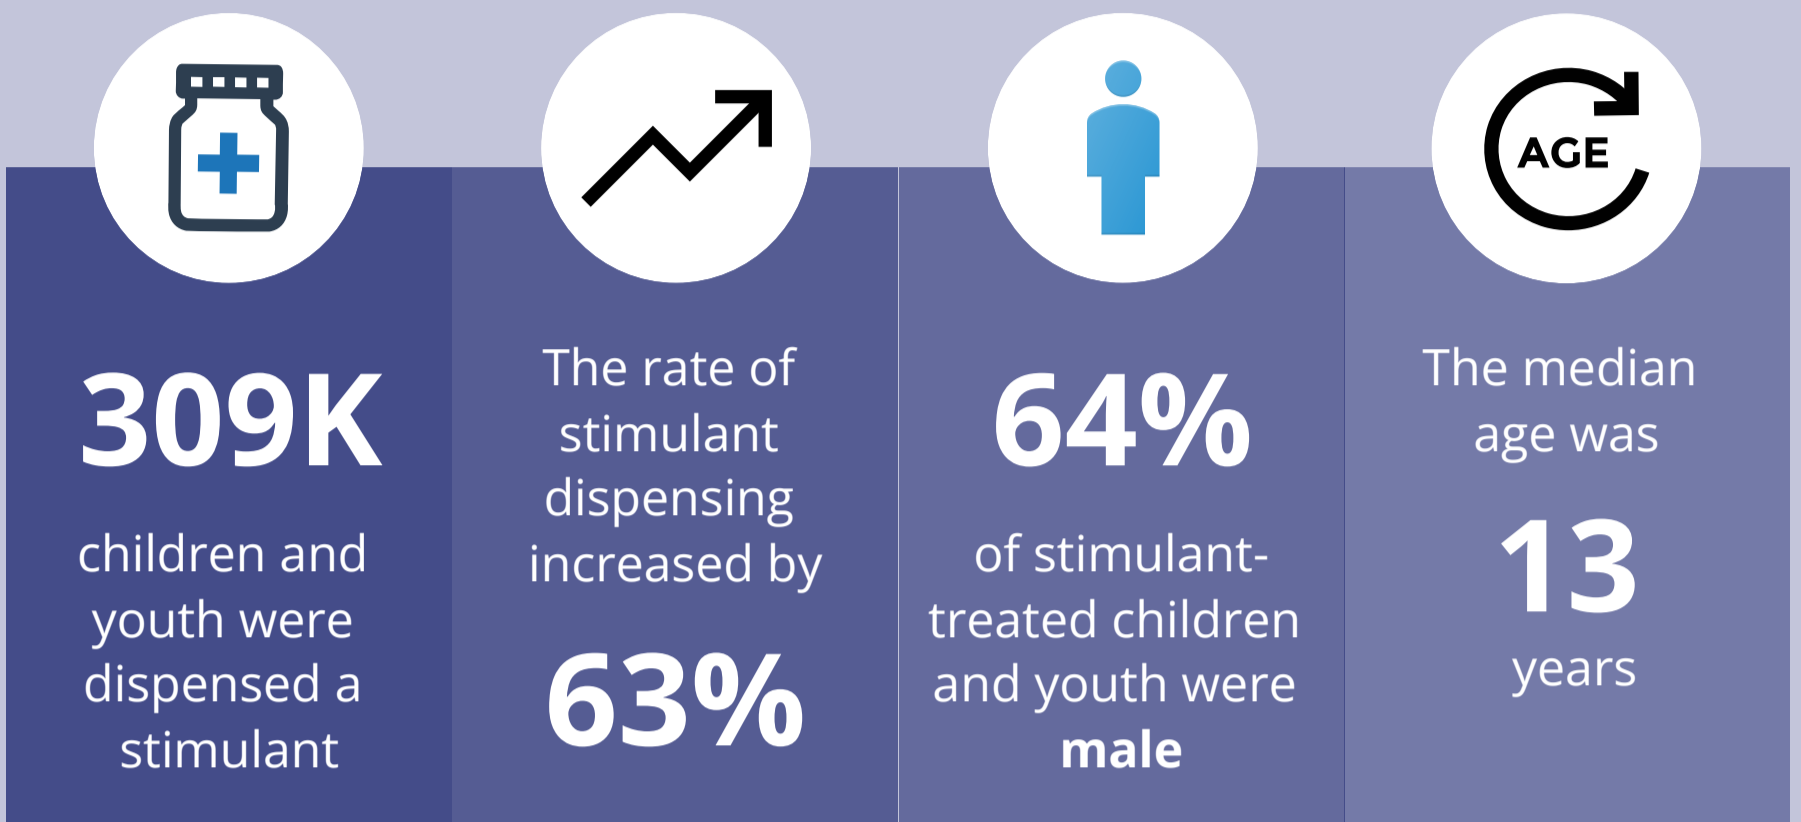 309K
children and
youth were
dispensed a
stimulant
The rate of
stimulant
dispensing
increased by
63%
64%
of stimulant-
treated children
and youth were
male
AGE
The median
age was
13
years